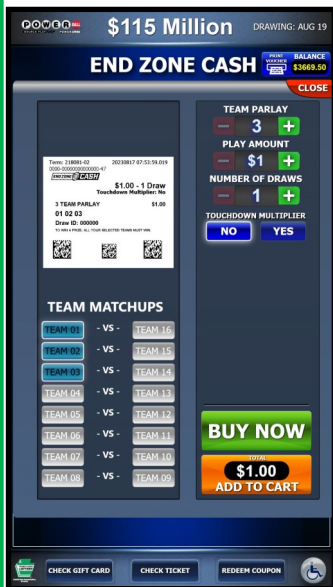 POWERBALL
$115 Million
DRAWING: AUG 19
END ZONE CASH
PRINT VOUCHER
BALANCE
$3669.50
CLOSE
Term: 218081-02 20230817 07:53:59.019
END ZONE CASH
$1.00 - 1 Draw
Touchdown Multiplier: No
3 TEAM PARLAY $1.00
01 02 03
Draw ID: 000000
TO WIN A PRIZE, ALL YOUR SELECTED TEAMS MUST WIN.
TEAM MATCHUPS
TEAM 01 - VS - TEAM 16
TEAM 02 - VS - TEAM 15
TEAM 03 - VS - TEAM 14
TEAM 04 - VS - TEAM 13
TEAM 05 - VS - TEAM 12
TEAM 06 - VS - TEAM 11
TEAM 07 - VS - TEAM 10
TEAM 08 - VS - TEAM 09
TEAM PARLAY
− 3 +
PLAY AMOUNT
− $1 +
NUMBER OF DRAWS
− 1 +
TOUCHDOWN MULTIPLIER
NO YES
BUY NOW
TOTAL
$1.00
ADD TO CART
CHECK GIFT CARD
CHECK TICKET
REDEEM COUPON